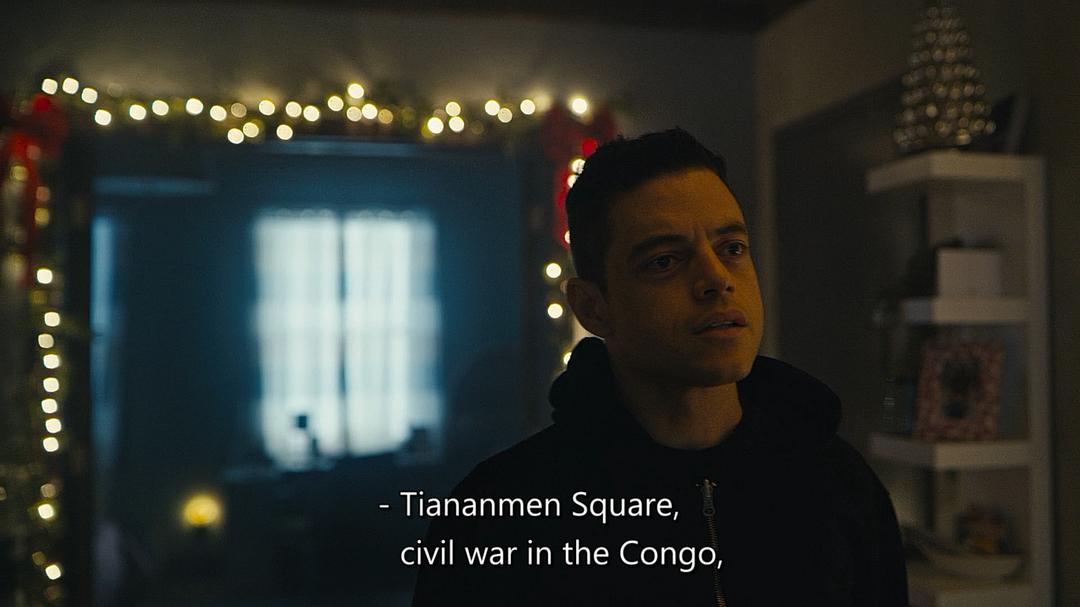 - Tiananmen Square,
civil war in the Congo,